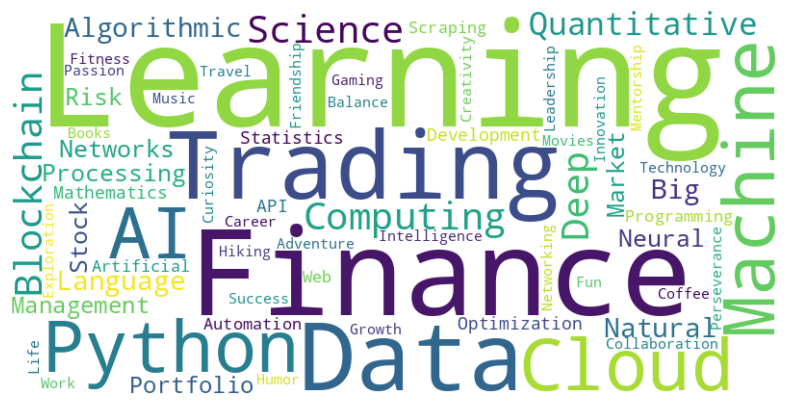 Algorithmic
Science
Scraping
Quantitative
Learning
Fitness
Passion
Travel
Music
Risk
Books
Friendship
Gaming
Balance
Creativity
Leadership
Innovation
Mentorship
Machine
Blockchain
Networks
Processing
Mathematics
Statistics
Trading
Development
Movies
Deep
Market
Technology
Big
Programming
Curiosity
API
Career
Computing
Stock
AI
Exploration
Artificial
Language
Management
Hiking
Adventure
Intelligence
Neural
Networking
Perseverance
Finance
Web
Success
Fun
Coffee
Automation
Growth
Optimization
Natural
Collaboration
Python
Data
Cloud
Life
Work
Portfolio
Humor